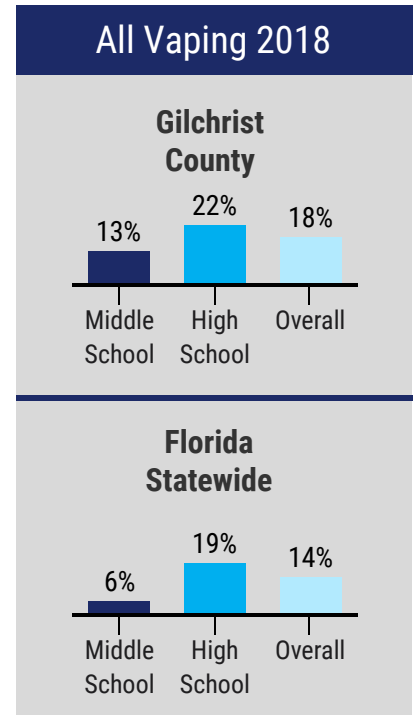 All Vaping 2018
Gilchrist
County
13%
22%
18%
Middle
School
High
School
Overall
Florida
Statewide
6%
19%
14%
Middle
School
High
School
Overall